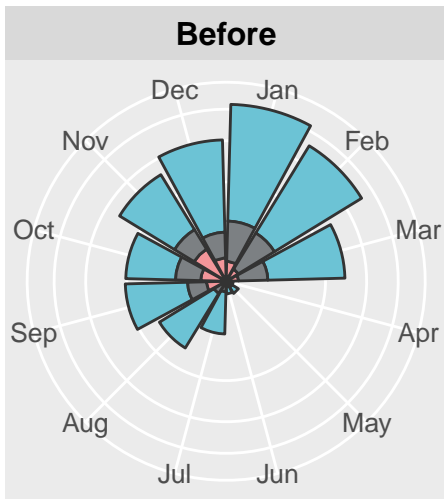 Before
Dec
Jan
Nov
Feb
Oct
Mar
Sep
Apr
Aug
May
Jul
Jun